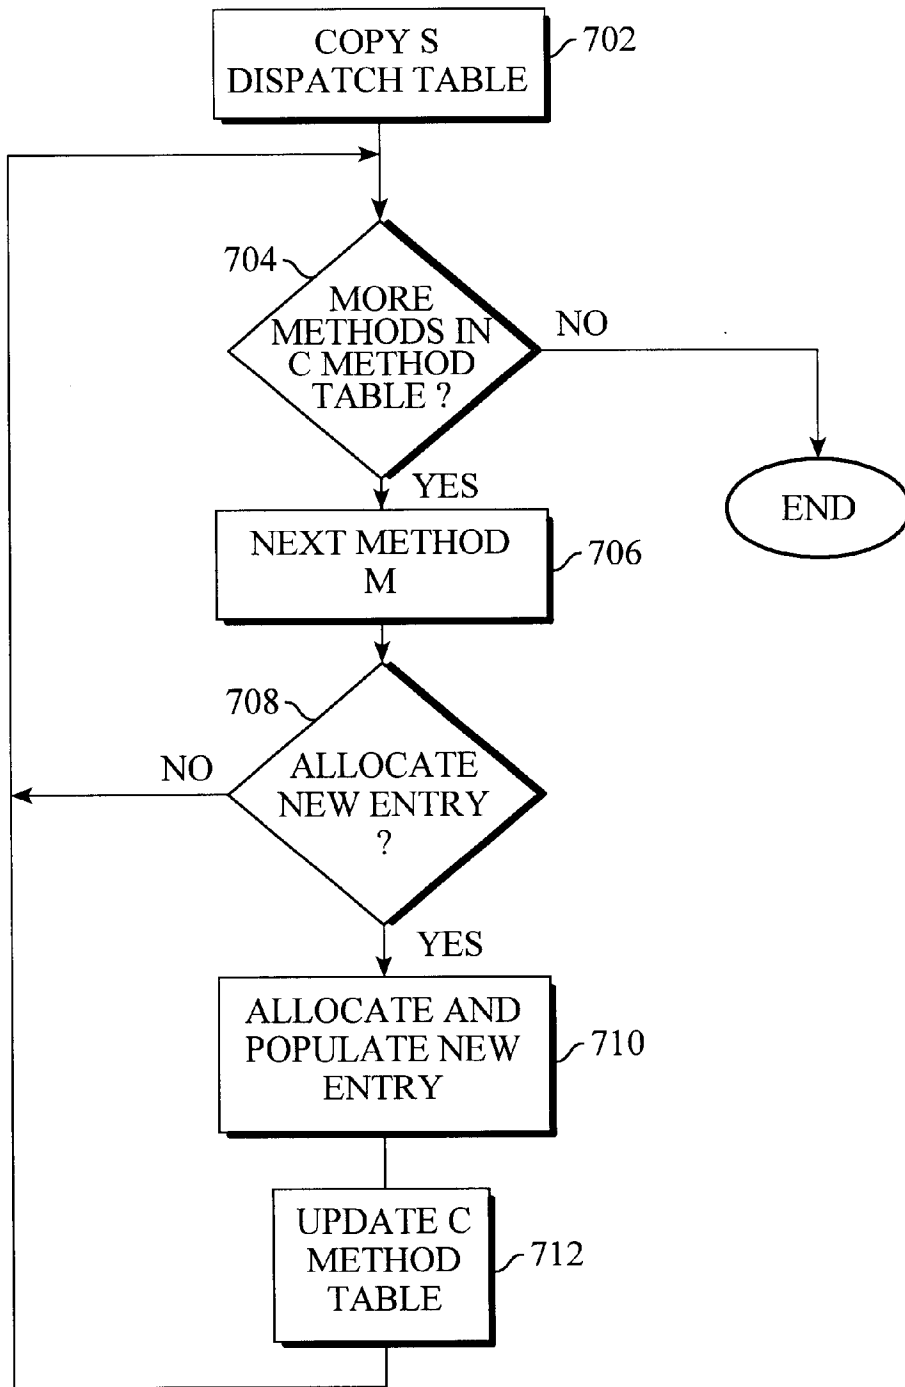 COPY S
DISPATCH TABLE
702
704
MORE
METHODS IN
C METHOD
TABLE ?
NO
YES
END
NEXT METHOD
M
706
708
NO
ALLOCATE
NEW ENTRY
?
YES
ALLOCATE AND
POPULATE NEW
ENTRY
710
UPDATE C
METHOD
TABLE
712